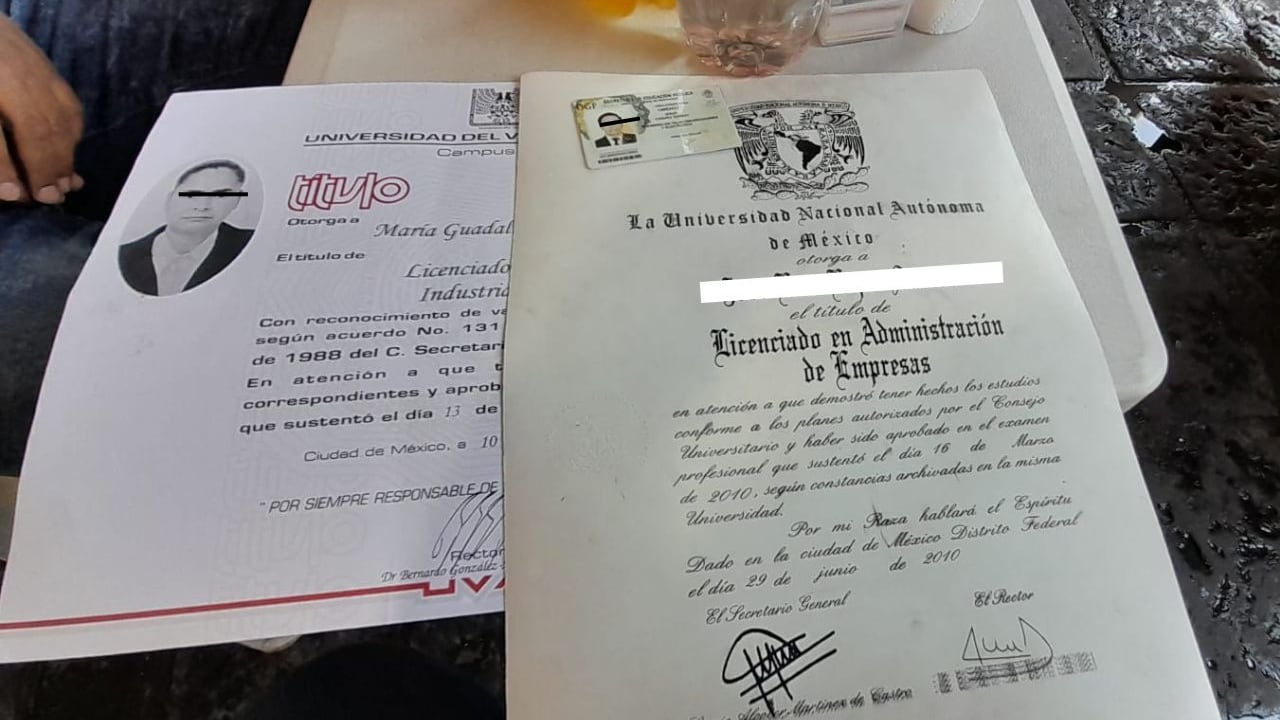 UNIVERSIDAD DEL V
Campus
título
Otorga a
María Guadal
El título de
Licenciado
Industria
Con reconocimiento de va
según acuerdo No. 131
de 1988 del C. Secretar
En atención a que t
correspondientes y aprob
que sustentó el día 13 de
Ciudad de México, a 10
"POR SIEMPRE RESPONSABLE DE
Rector
Dr Bernardo González-
DGP
La Universidad Nacional Autónoma
de México
otorga a
el título de
Licenciado en Administración
de Empresas
en atención a que demostró tener hechos los estudios
conforme a los planes autorizados por el Consejo
Universitario y haber sido aprobado en el examen
profesional que sustentó el día 16 de Marzo
de 2010, según constancias archivadas en la misma
Universidad.
Por mi Raza hablará el Espíritu
Dado en la ciudad de México Distrito Federal
el día 29 de junio de 2010
El Secretario General
El Rector
Martínez de Castro